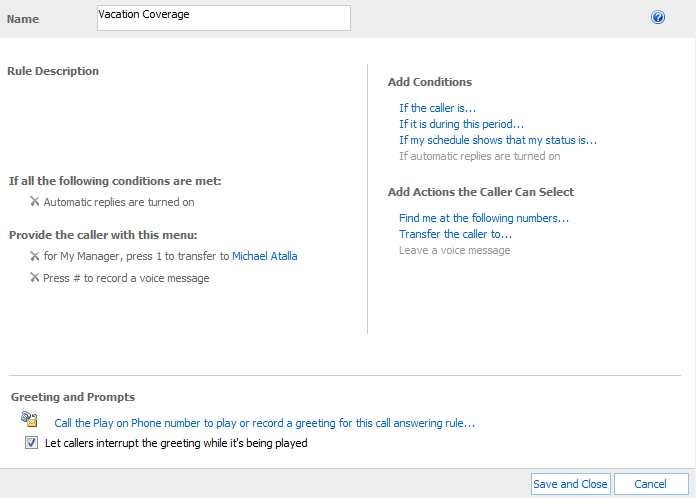 Name
Vacation Coverage
Rule Description
If all the following conditions are met:
Automatic replies are turned on
Provide the caller with this menu:
for My Manager, press 1 to transfer to Michael Atalla
Press # to record a voice message
Add Conditions
If the caller is...
If it is during this period...
If my schedule shows that my status is...
If automatic replies are turned on
Add Actions the Caller Can Select
Find me at the following numbers...
Transfer the caller to...
Leave a voice message
Greeting and Prompts
Call the Play on Phone number to play or record a greeting for this call answering rule...
Let callers interrupt the greeting while it's being played
Save and Close
Cancel